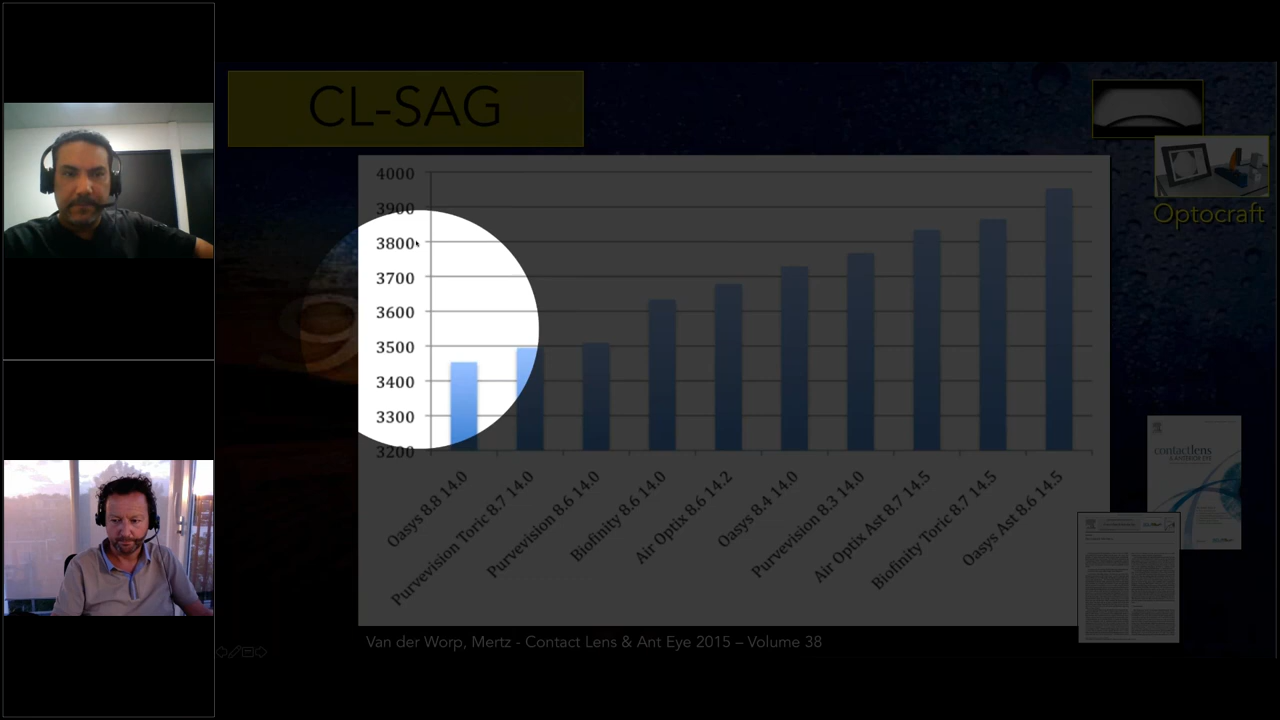 CL-SAG
4000
3900
3800
3700
3600
3500
3400
3300
3200
Oasys 8.8 14.0
Purvevision Toric 8.7 14.0
Purevision 8.6 14.0
Biofinity 8.6 14.0
Air Optix 8.6 14.2
Oasys 8.4 14.0
Purvevision 8.3 14.0
Air Optix Ast 8.7 14.5
Biofinity Toric 8.7 14.5
Oasys Ast 8.6 14.5
Optocraft
contactlens
& ANTERIOR EYE
Van der Worp, Mertz - Contact Lens & Ant Eye 2015 – Volume 38